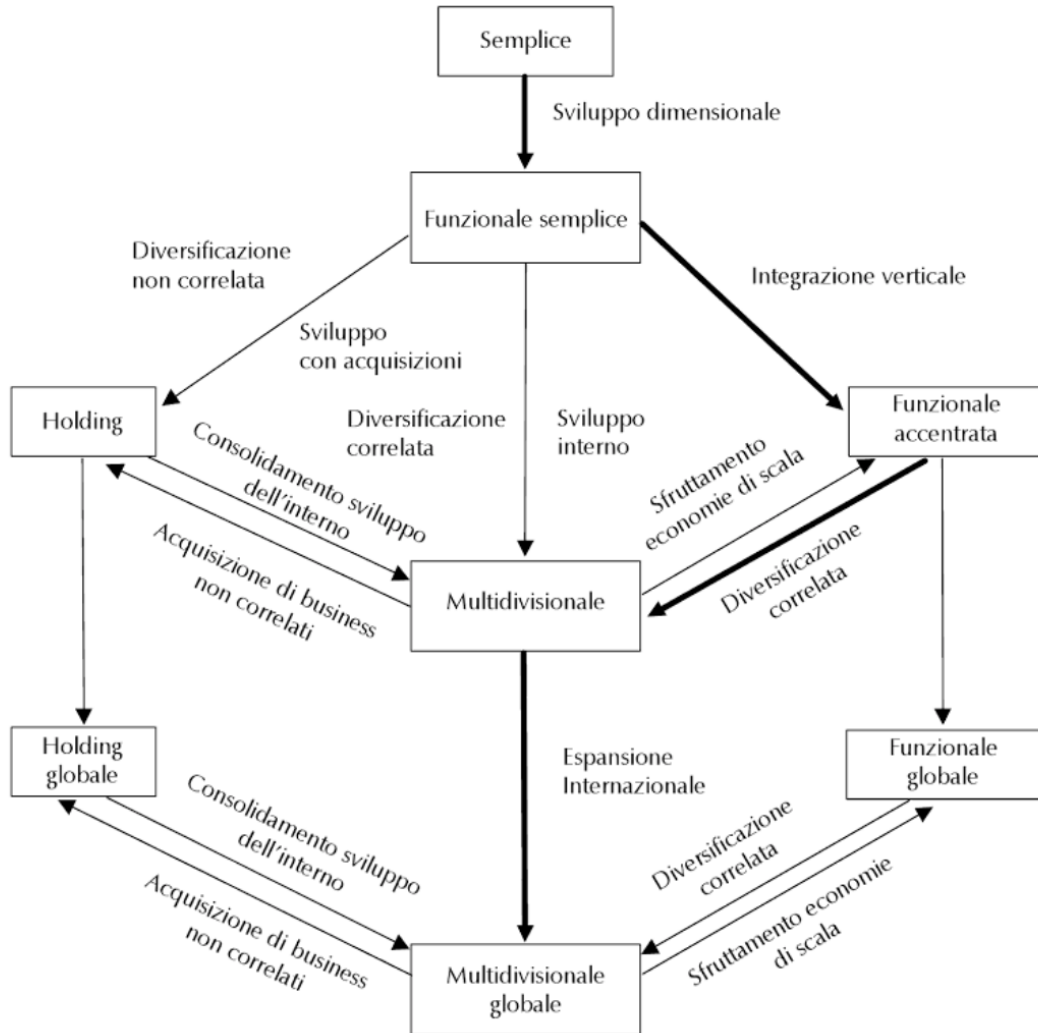 Semplice
Sviluppo dimensionale
Funzionale semplice
Diversificazione
non correlata
Integrazione verticale
Sviluppo
con acquisizioni
Holding
Diversificazione
correlata
Sviluppo
interno
Funzionale
accentrata
Consolidamento sviluppo
dell'interno
Acquisizione di business
non correlati
Sfruttamento
economie di scala
Diversificazione
correlata
Multidivisionale
Holding
globale
Espansione
Internazionale
Funzionale
globale
Consolidamento sviluppo
dell'interno
Acquisizione di business
non correlati
Diversificazione
correlata
Sfruttamento economie
di scala
Multidivisionale
globale